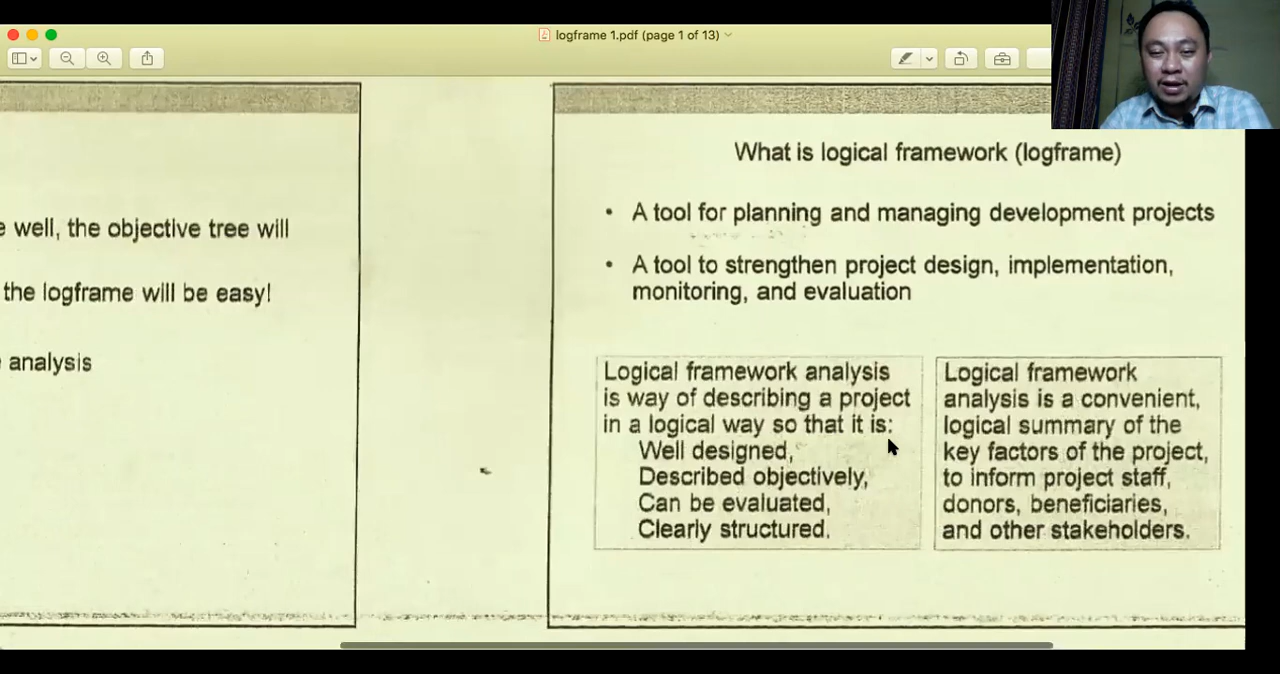 logframe 1.pdf (page 1 of 13)
well, the objective tree will
the logframe will be easy!
analysis
What is logical framework (logframe)
• A tool for planning and managing development projects
• A tool to strengthen project design, implementation,
monitoring, and evaluation
Logical framework analysis
is way of describing a project
in a logical way so that it is:
Well designed,
Described objectively,
Can be evaluated,
Clearly structured.
Logical framework
analysis is a convenient,
logical summary of the
key factors of the project,
to inform project staff,
donors, beneficiaries,
and other stakeholders.